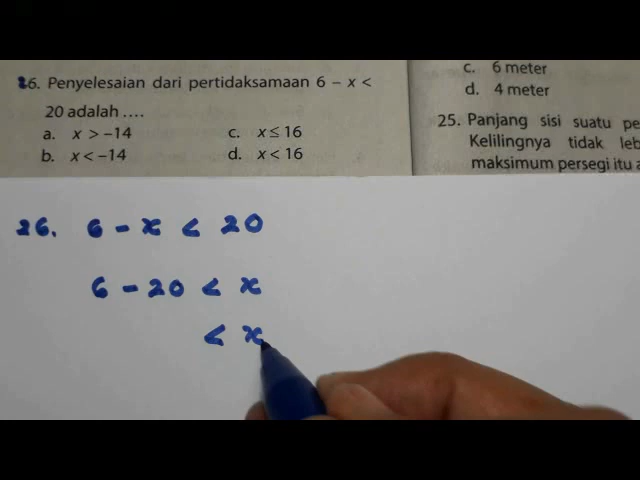 26. Penyelesaian dari pertidaksamaan 6 – x <
20 adalah ....
a. x > –14
c. x ≤ 16
b. x < –14
d. x < 16
c. 6 meter
d. 4 meter
25. Panjang sisi suatu pe
Kelilingnya tidak leb
maksimum persegi itu a
26. 6 – x < 20
6 – 20 < x
< x